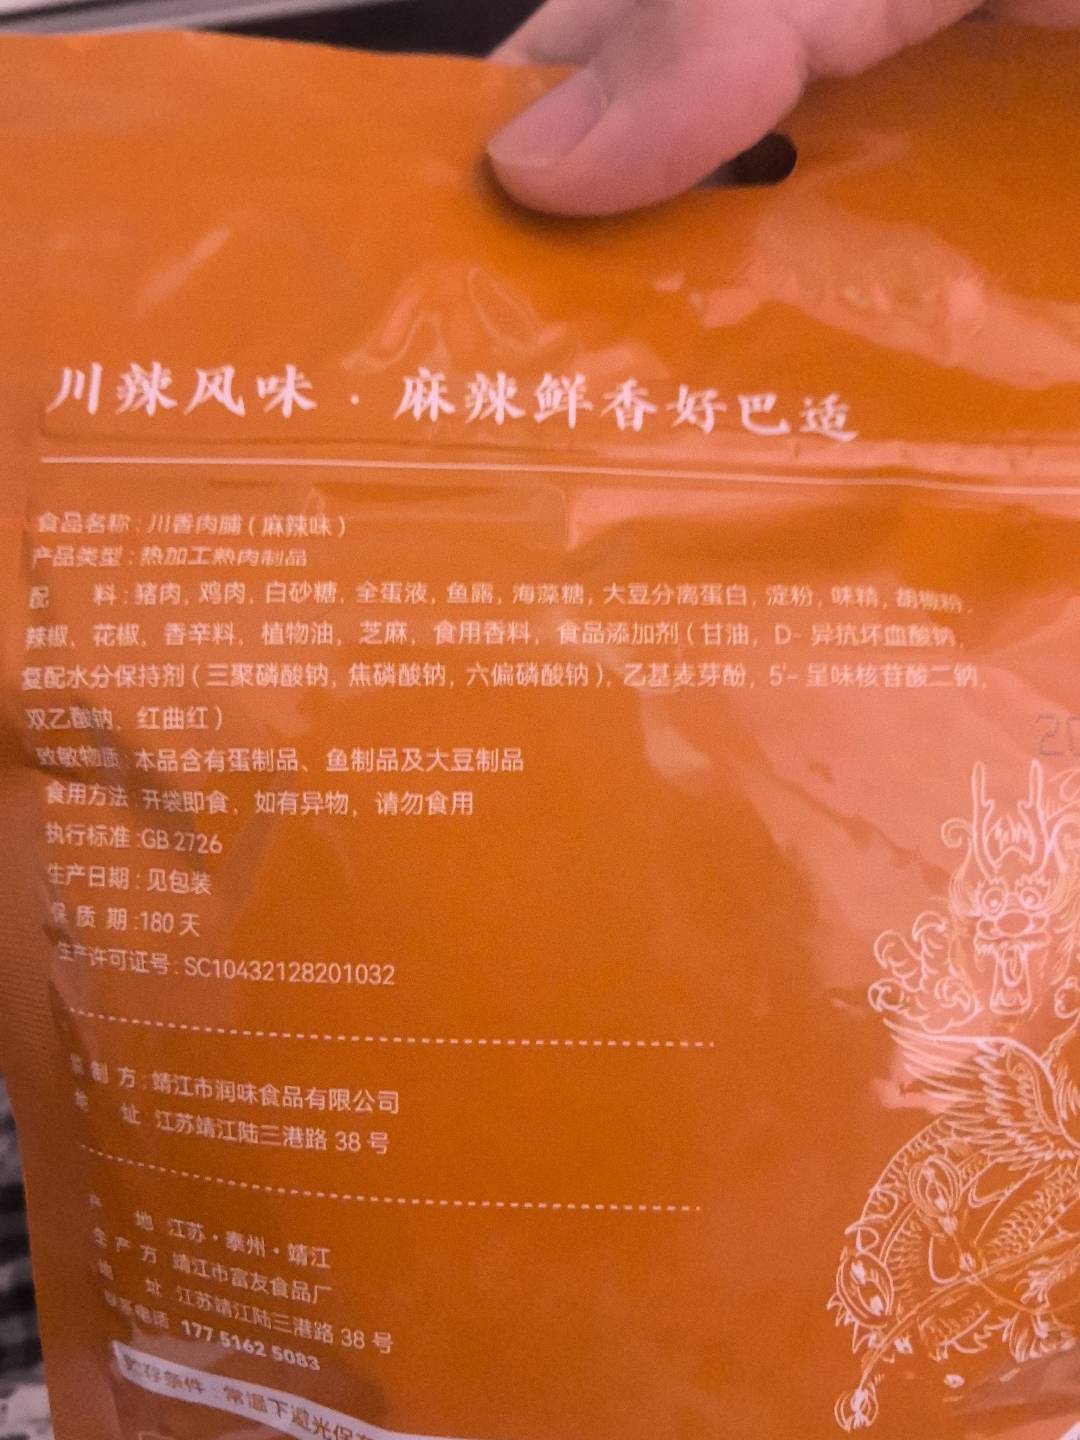 川辣风味 · 麻辣鲜香好巴适
食品名称：川香肉脯（麻辣味）
产品类型：热加工熟肉制品
配 料：猪肉, 鸡肉, 白砂糖, 全蛋液, 鱼露, 海藻糖, 大豆分离蛋白, 淀粉, 味精, 胡椒粉,
辣椒, 花椒, 香辛料, 植物油, 芝麻, 食用香料, 食品添加剂（甘油, D- 异抗坏血酸钠,
复配水分保持剂（三聚磷酸钠, 焦磷酸钠, 六偏磷酸钠）, 乙基麦芽酚, 5'- 呈味核苷酸二钠,
双乙酸钠, 红曲红）
致敏物质：本品含有蛋制品、鱼制品及大豆制品
食用方法：开袋即食, 如有异物, 请勿食用
执行标准：GB 2726
生产日期：见包装
保 质 期：180 天
生产许可证号：SC10432128201032
监 制 方：靖江市润味食品有限公司
地 址 江苏靖江陆三港路 38 号
产 地 江苏·泰州·靖江
生 产 方 靖江市富友食品厂
地 址 江苏靖江陆三港路 38 号
联系电话 177 5162 5083
贮存条件：常温下避光保
20